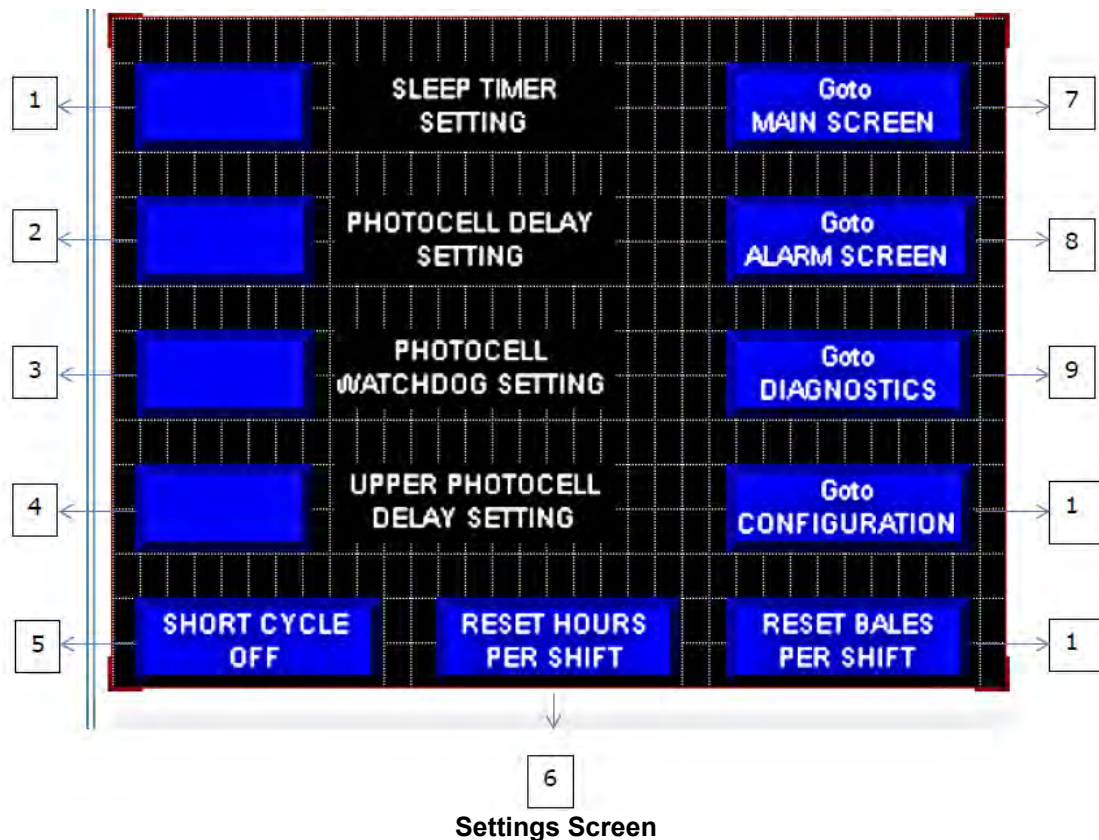 1
SLEEP TIMER
SETTING
Goto
MAIN SCREEN
7
2
PHOTOCELL DELAY
SETTING
Goto
ALARM SCREEN
8
3
PHOTOCELL
WATCHDOG SETTING
Goto
DIAGNOSTICS
9
4
UPPER PHOTOCELL
DELAY SETTING
Goto
CONFIGURATION
1
5
SHORT CYCLE
OFF
RESET HOURS
PER SHIFT
RESET BALES
PER SHIFT
1
6
Settings Screen